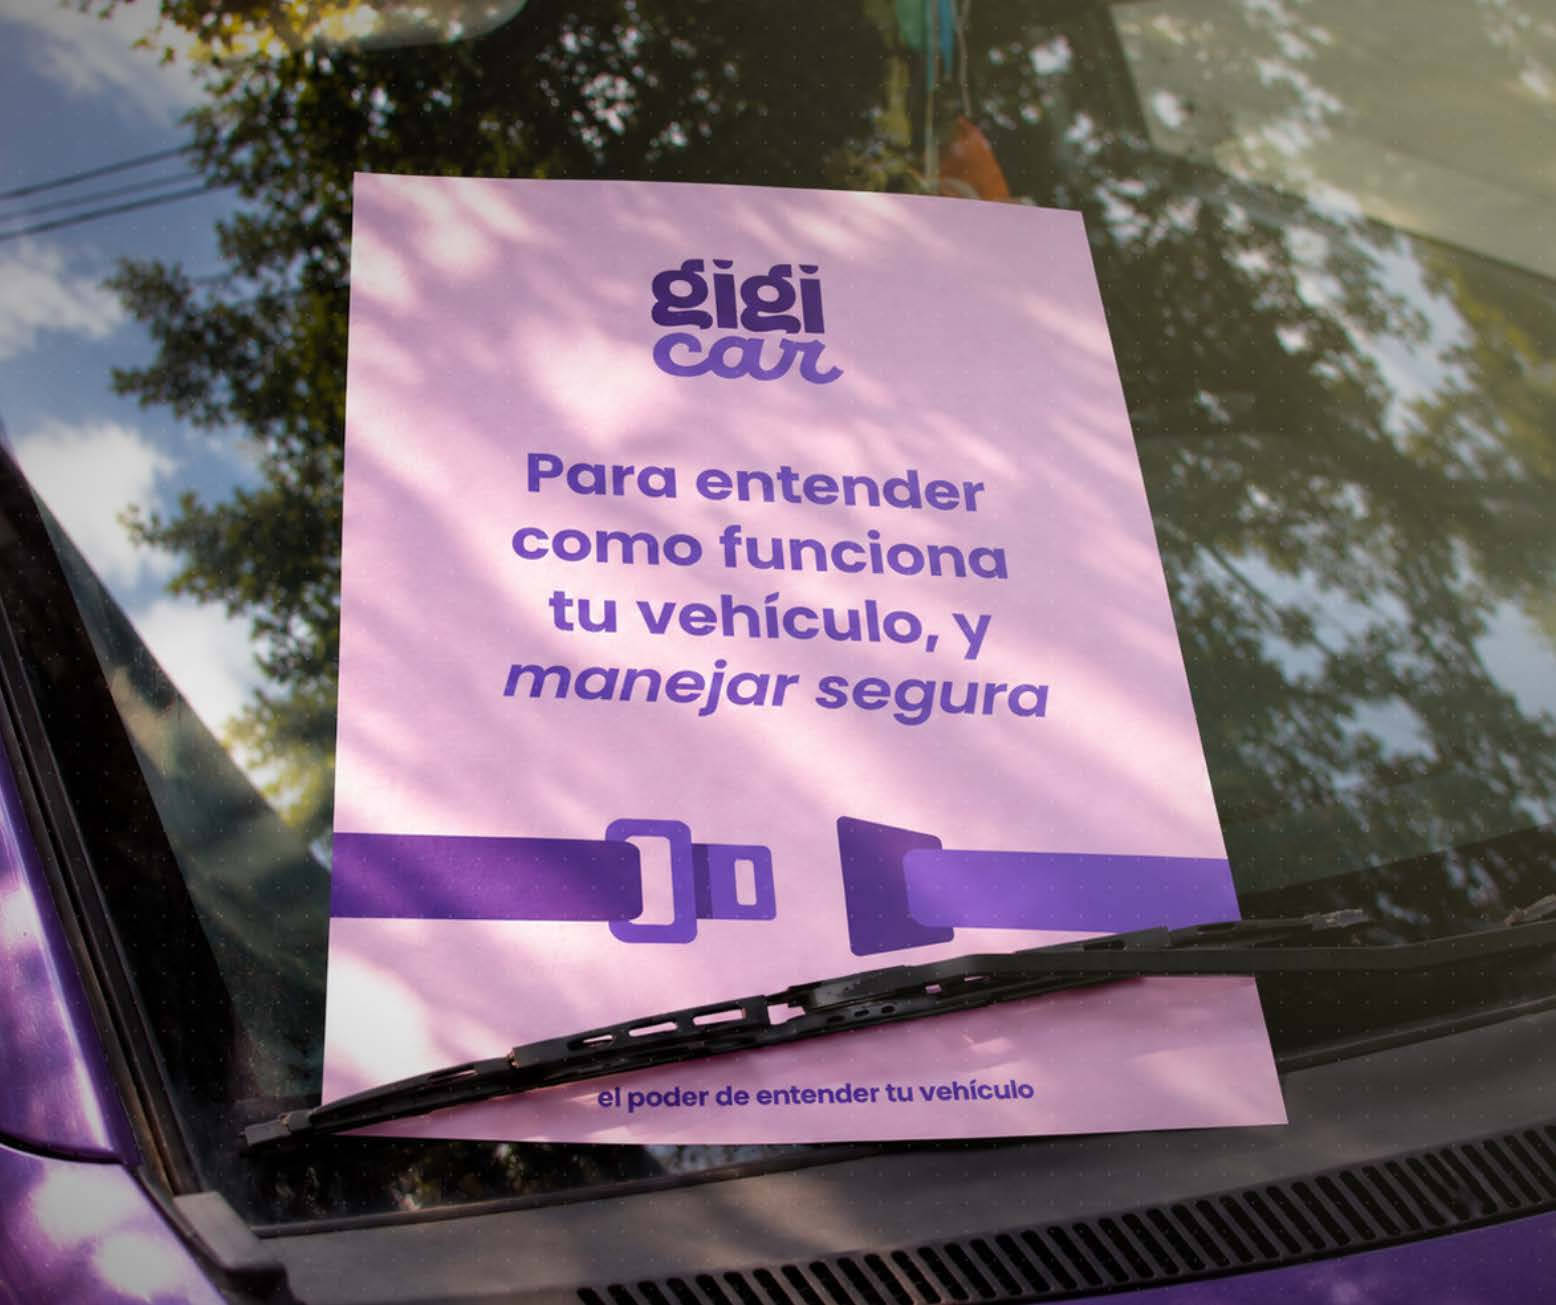 gigi
car
Para entender
como funciona
tu vehículo, y
manejar segura
el poder de entender tu vehículo